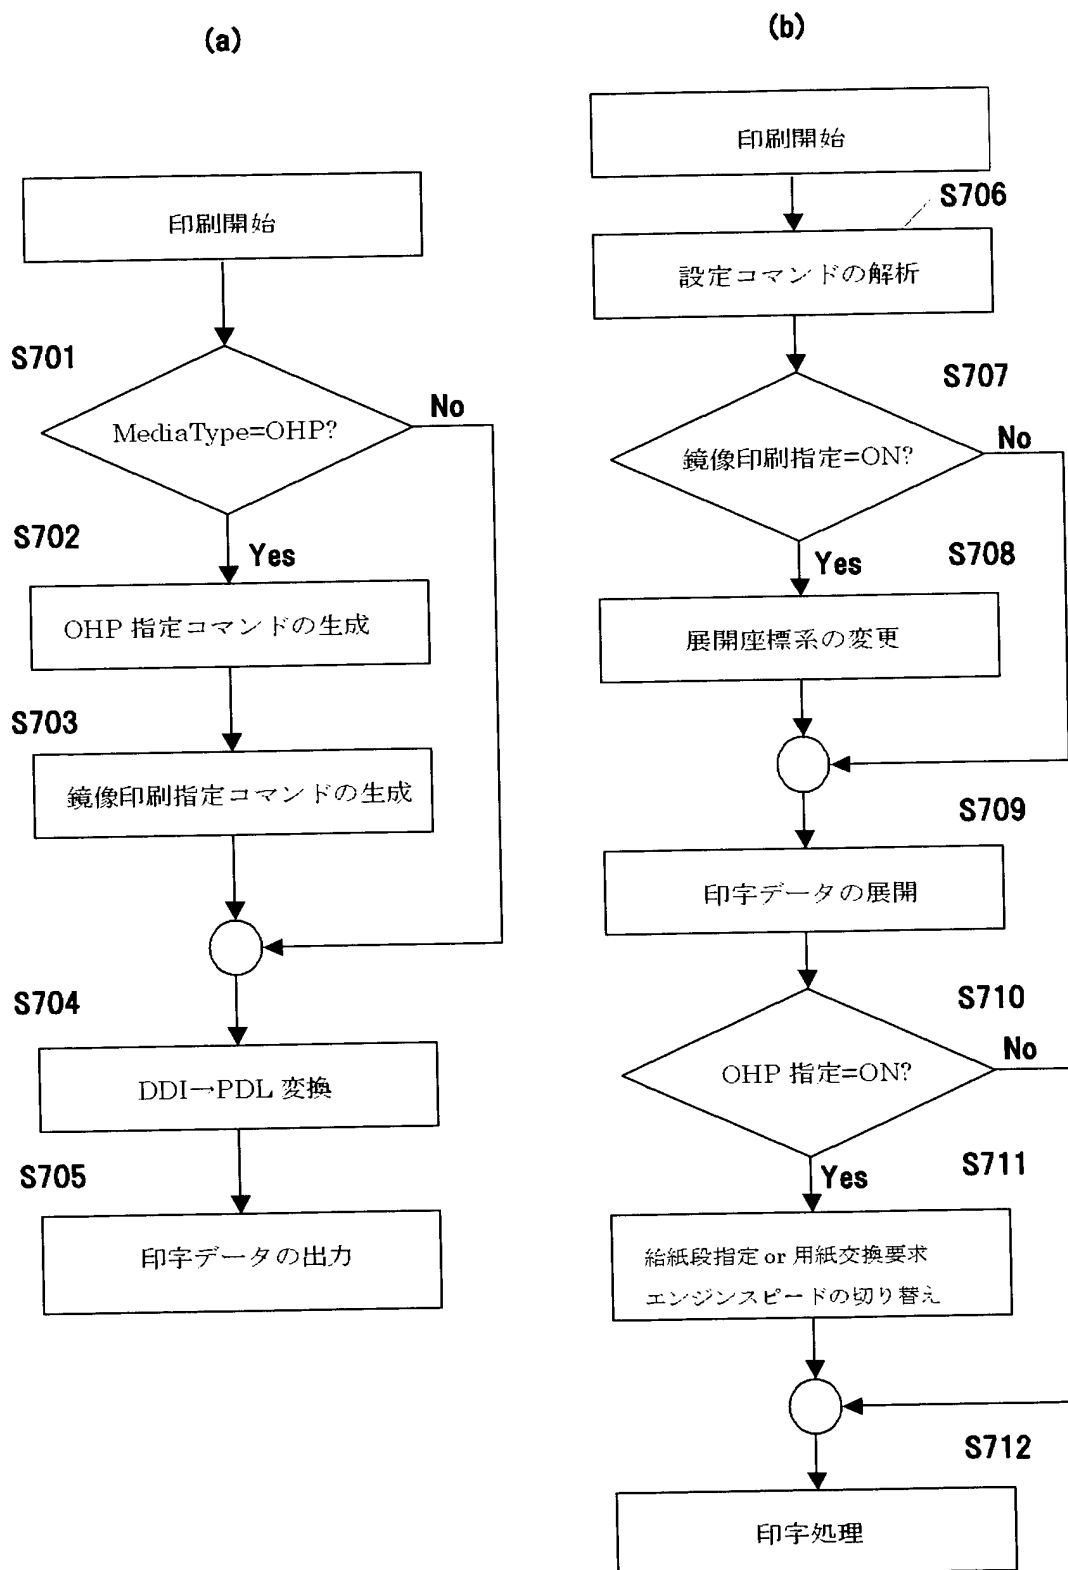 (a)
印刷開始
S701
MediaType=OHP?
No
S702
Yes
OHP 指定コマンドの生成
S703
鏡像印刷指定コマンドの生成
S704
DDI→PDL 変換
S705
印字データの出力
(b)
印刷開始
S706
設定コマンドの解析
S707
鏡像印刷指定=ON?
No
S708
Yes
展開座標系の変更
S709
印字データの展開
S710
OHP 指定=ON?
No
S711
Yes
給紙段指定 or 用紙交換要求
エンジンスピードの切り替え
S712
印字処理